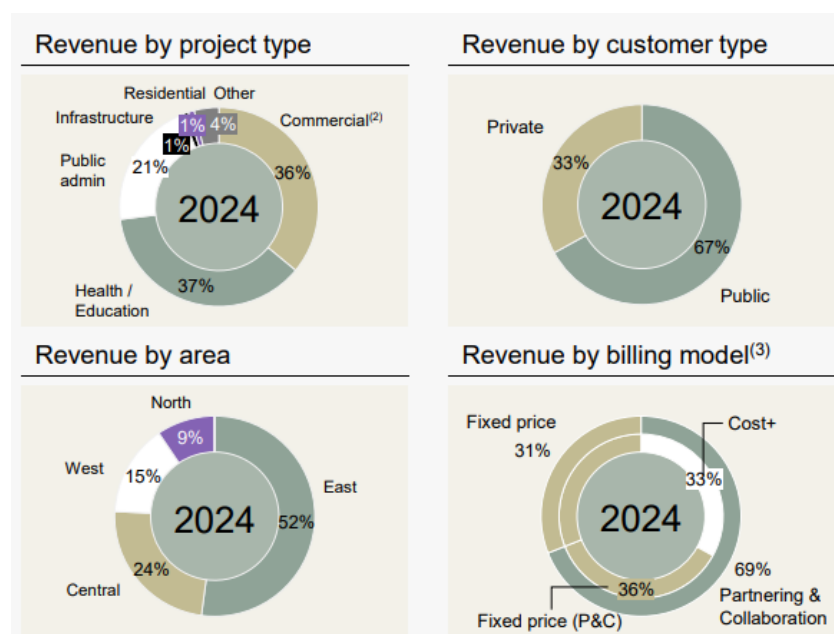 Revenue by project type
Residential Other
Infrastructure
Commercial(2)
1%
4%
1%
Public
admin
21%
36%
2024
37%
Health /
Education
Revenue by customer type
Private
33%
2024
67%
Public
Revenue by area
North
9%
West
15%
East
2024
52%
24%
Central
Revenue by billing model(3)
Fixed price
31%
Cost+
33%
2024
69%
36%
Partnering &
Collaboration
Fixed price (P&C)